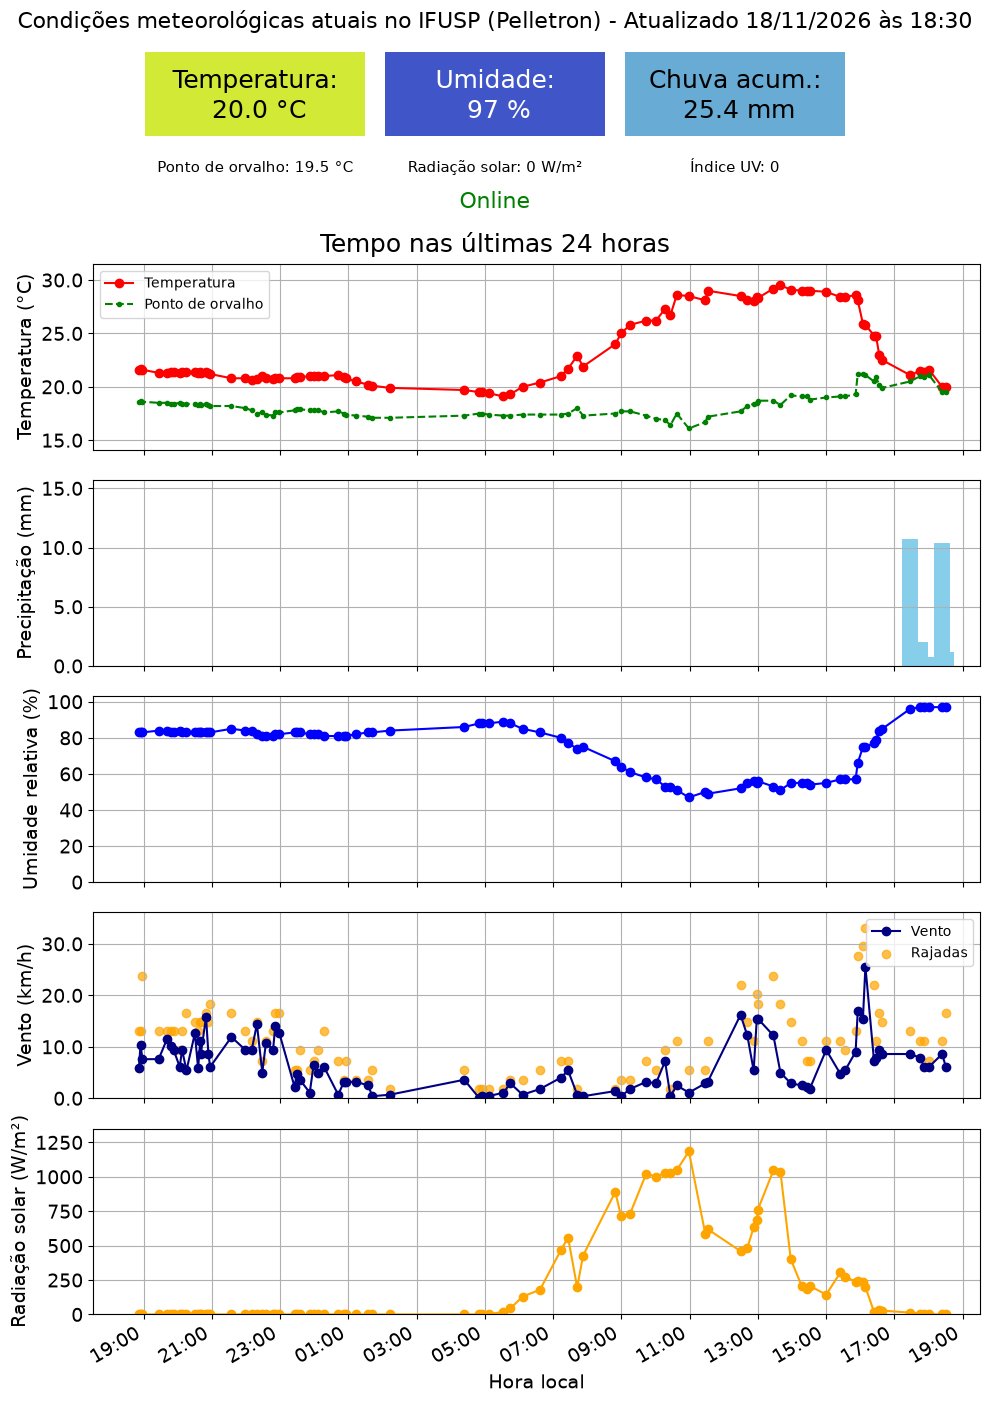 Condições meteorológicas atuais no IFUSP (Pelletron) - Atualizado 18/11/2026 às 18:30
Temperatura:
20.0 °C
Umidade:
97 %
Chuva acum.:
25.4 mm
Ponto de orvalho: 19.5 °C
Radiação solar: 0 W/m²
Índice UV: 0
Online
Tempo nas últimas 24 horas
Temperatura (°C)
30.0
25.0
20.0
15.0
Temperatura
Ponto de orvalho
Precipitação (mm)
15.0
10.0
5.0
0.0
Umidade relativa (%)
100
80
60
40
20
0
Vento (km/h)
30.0
20.0
10.0
0.0
Vento
Rajadas
Radiação solar (W/m²)
1250
1000
750
500
250
0
19:00
21:00
23:00
01:00
03:00
05:00
07:00
09:00
11:00
13:00
15:00
17:00
19:00
Hora local